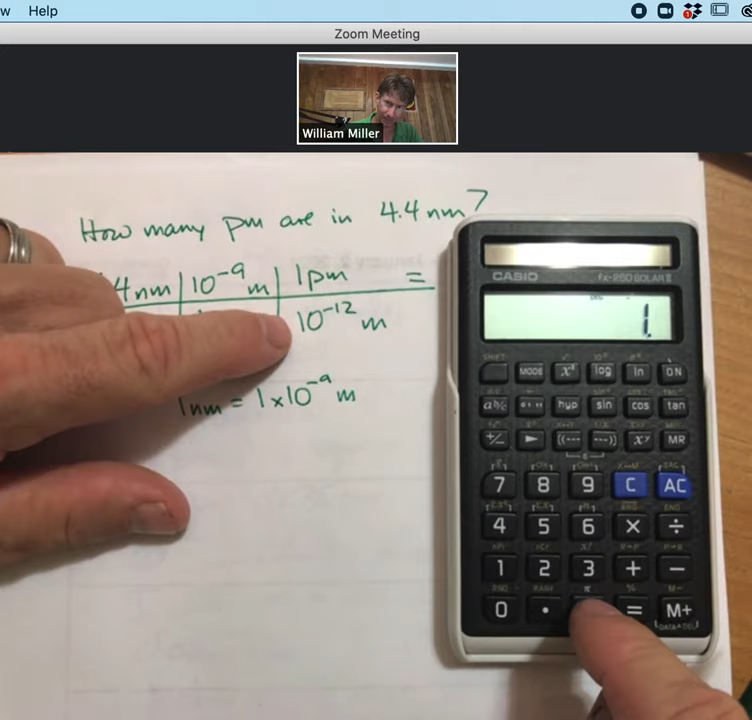 w Help
Zoom Meeting
William Miller
How many pm are in 4.4 nm?
4nm | 10⁻⁹ m | 1pm =
10⁻¹² m
1nm = 1x10⁻⁹ m
CASIO fx-260 SOLAR II
1.
SHIFT
MODE log ln ON
hyp sin cos tan
+/- ► MR
7 8 9 C AC
4 5 6 × ÷
1 2 3 + −
0 • = M+